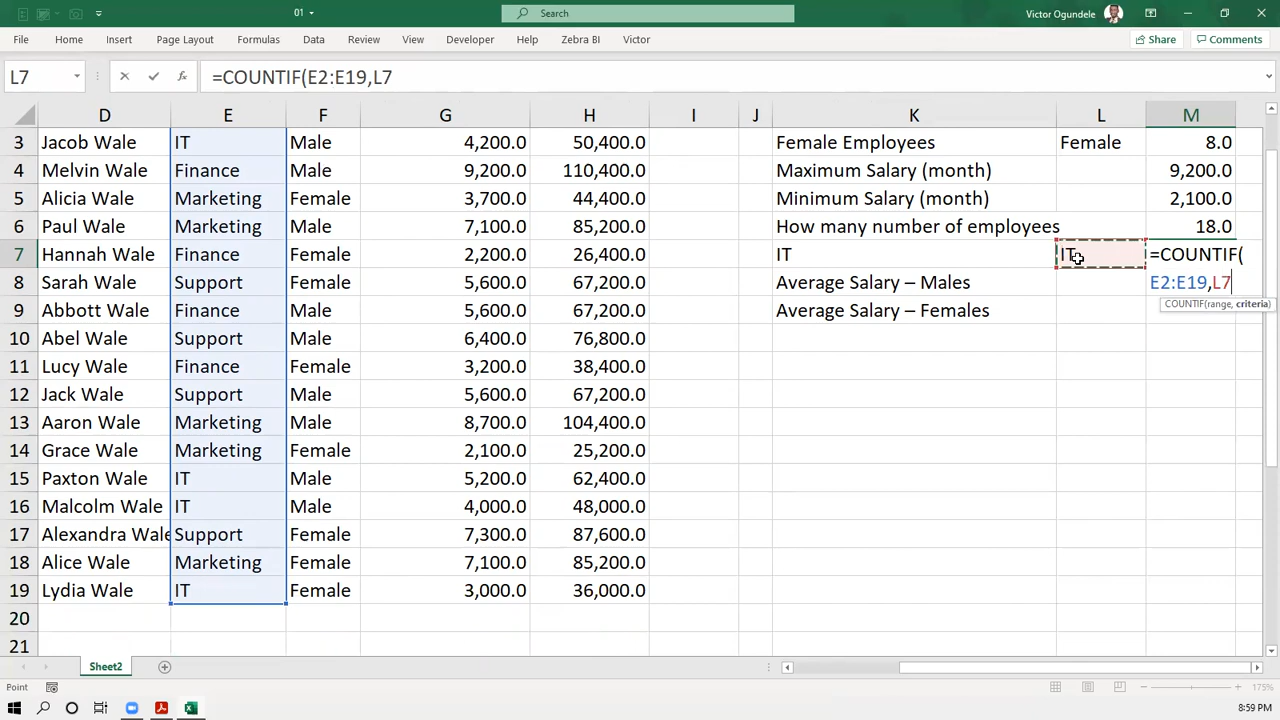 01
Search
Victor Ogundele
File Home Insert Page Layout Formulas Data Review View Developer Help Zebra BI Victor Share Comments
L7 fx =COUNTIF(E2:E19,L7
D E F G H I J K L M
3 Jacob Wale IT Male 4,200.0 50,400.0 Female Employees Female 8.0
4 Melvin Wale Finance Male 9,200.0 110,400.0 Maximum Salary (month) 9,200.0
5 Alicia Wale Marketing Female 3,700.0 44,400.0 Minimum Salary (month) 2,100.0
6 Paul Wale Marketing Male 7,100.0 85,200.0 How many number of employees 18.0
7 Hannah Wale Finance Female 2,200.0 26,400.0 IT IT =COUNTIF(
8 Sarah Wale Support Female 5,600.0 67,200.0 Average Salary – Males E2:E19,L7
COUNTIF(range, criteria)
9 Abbott Wale Finance Male 5,600.0 67,200.0 Average Salary – Females
10 Abel Wale Support Male 6,400.0 76,800.0
11 Lucy Wale Finance Female 3,200.0 38,400.0
12 Jack Wale Support Male 5,600.0 67,200.0
13 Aaron Wale Marketing Male 8,700.0 104,400.0
14 Grace Wale Marketing Female 2,100.0 25,200.0
15 Paxton Wale IT Male 5,200.0 62,400.0
16 Malcolm Wale IT Male 4,000.0 48,000.0
17 Alexandra Wale Support Female 7,300.0 87,600.0
18 Alice Wale Marketing Female 7,100.0 85,200.0
19 Lydia Wale IT Female 3,000.0 36,000.0
20
21
Sheet2
Point 175%
8:59 PM